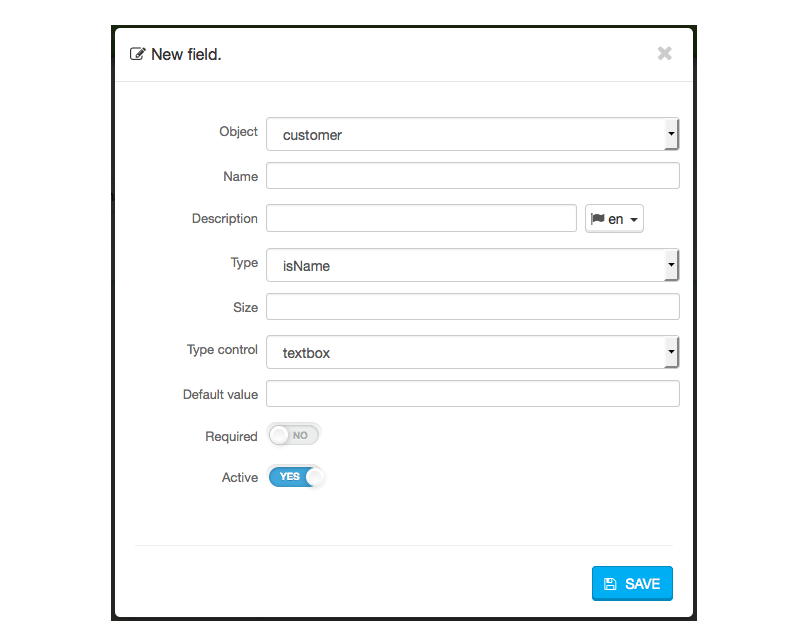 New field.
Object customer
Name
Description en
Type isName
Size
Type control textbox
Default value
Required NO
Active YES
SAVE